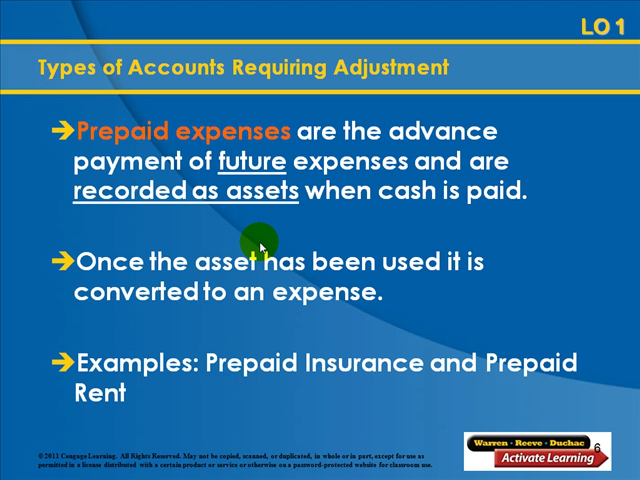 LO 1
Types of Accounts Requiring Adjustment
Prepaid expenses are the advance
payment of future expenses and are
recorded as assets when cash is paid.
Once the asset has been used it is
converted to an expense.
Examples: Prepaid Insurance and Prepaid
Rent
© 2011 Cengage Learning. All Rights Reserved. May not be copied, scanned, or duplicated, in whole or in part, except for use as
permitted in a license distributed with a certain product or service or otherwise on a password-protected website for classroom use.
Warren • Reeve • Duchac
6
Activate Learning